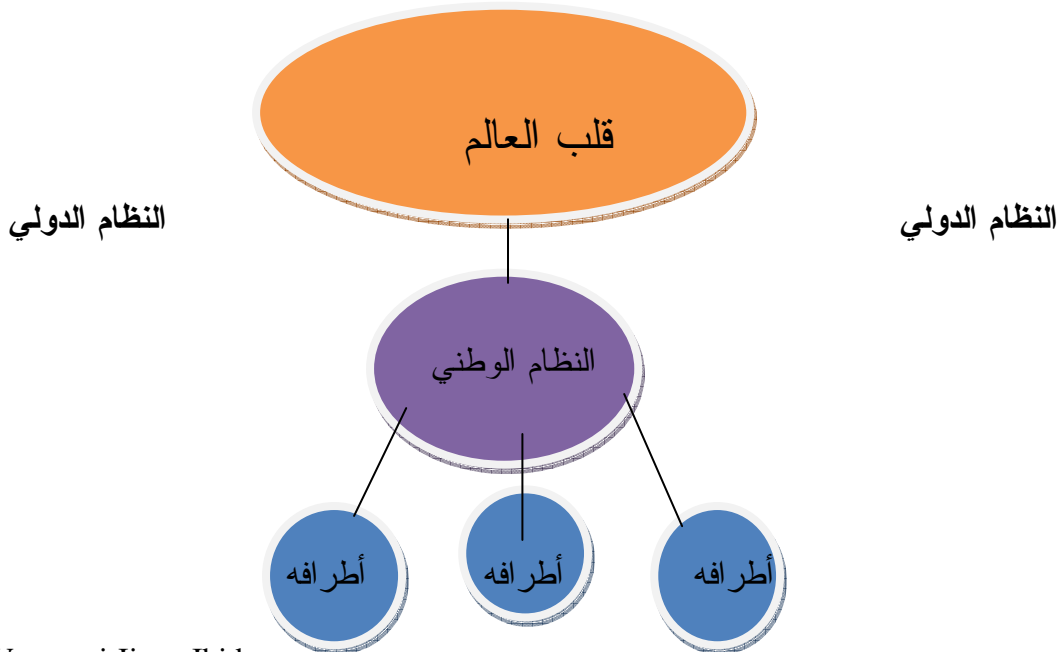 قلب العالم
النظام الدولي
النظام الدولي
النظام الوطني
أطرافه
أطرافه
أطرافه